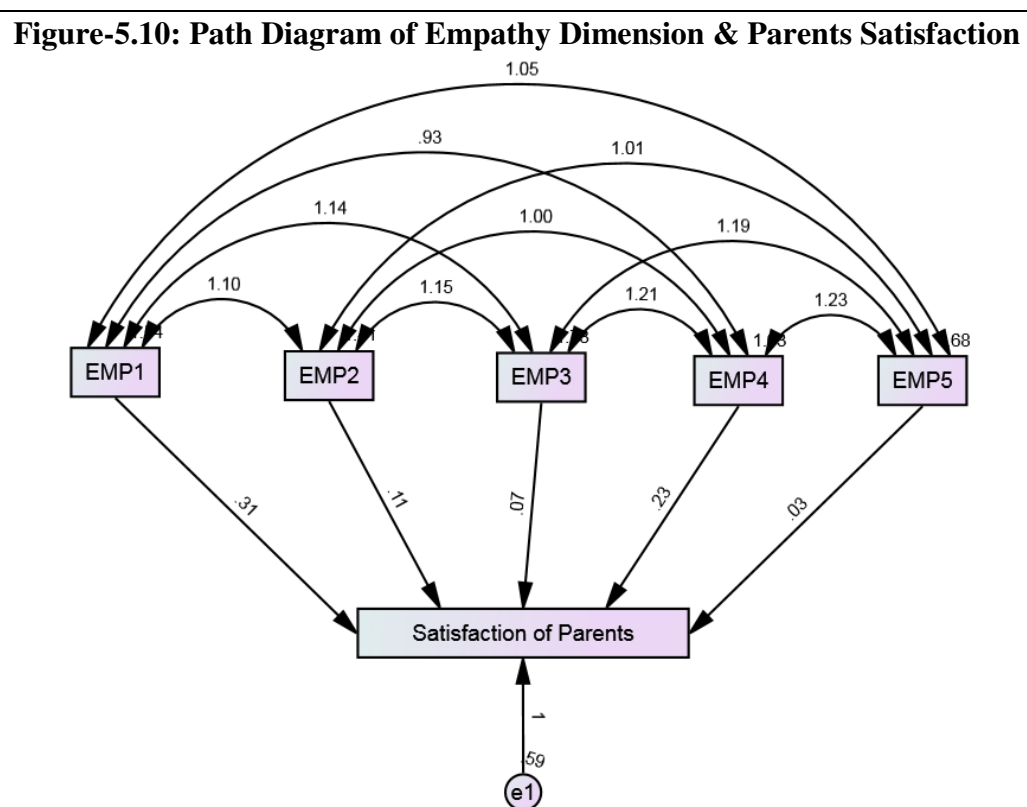 Figure-5.10: Path Diagram of Empathy Dimension & Parents Satisfaction
1.05
.93
1.01
1.14
1.00
1.19
1.10
1.15
1.21
1.23
EMP1
EMP2
EMP3
EMP4
EMP5
.31
.11
.07
.23
.03
Satisfaction of Parents
1
.59
e1